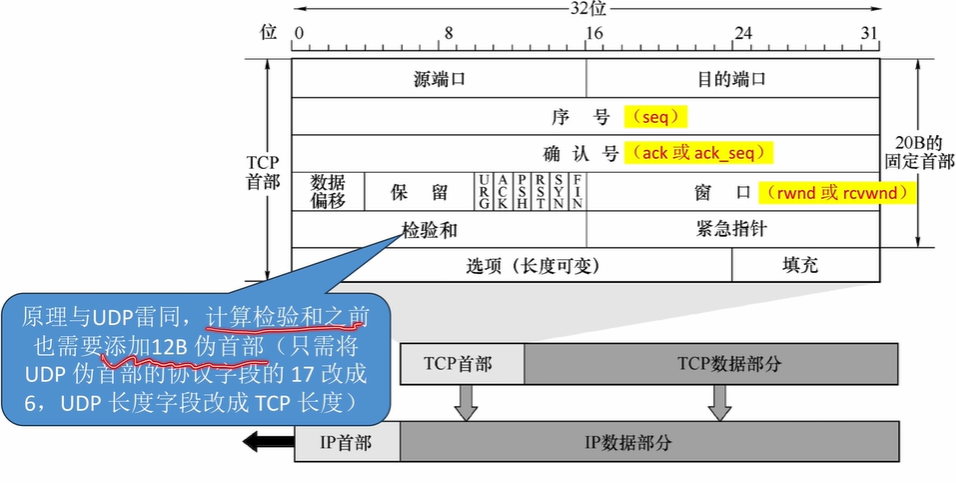 32位
位 0 8 16 24 31
源端口 目的端口
序 号 （seq）
TCP
首部
确 认 号 （ack 或 ack_seq）
20B的
固定首部
数据
偏移
保 留
URG ACK PSH RST SYN FIN
窗 口 （rwnd 或 rcvwnd）
检验和 紧急指针
选项（长度可变） 填充
原理与UDP雷同，计算检验和之前
也需要添加12B 伪首部（只需将
UDP 伪首部的协议字段的 17 改成
6，UDP 长度字段改成 TCP 长度）
TCP首部 TCP数据部分
IP首部 IP数据部分